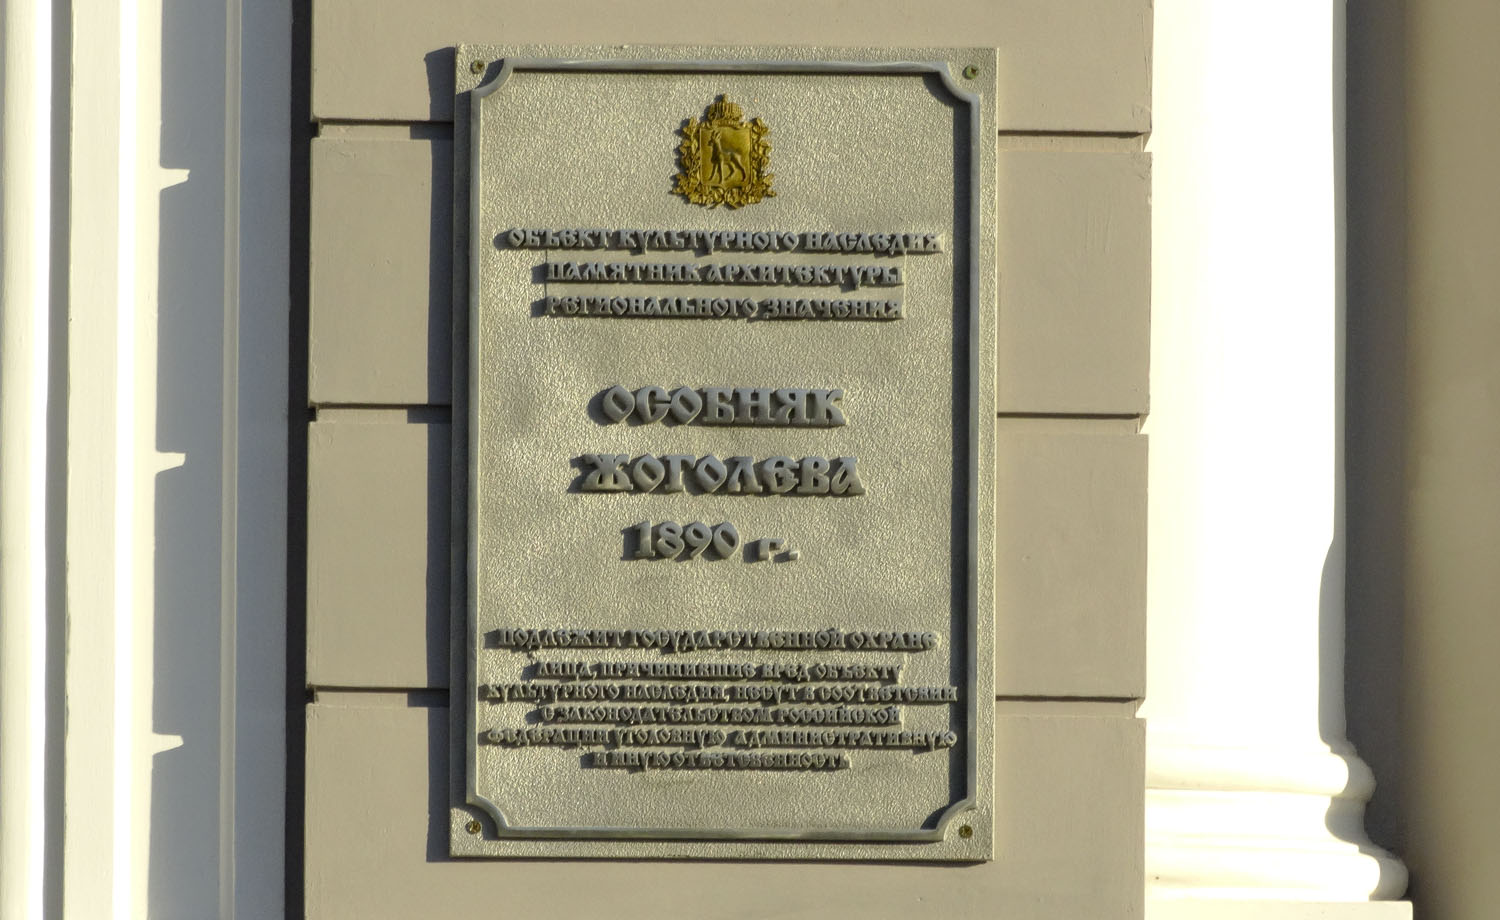 ОБЪЕКТ КУЛЬТУРНОГО НАСЛЕДИЯ
ПАМЯТНИК АРХИТЕКТУРЫ
РЕГИОНАЛЬНОГО ЗНАЧЕНИЯ
ОСОБНЯК
ЖОГОЛЕВА
1890 г.
ПОДЛЕЖИТ ГОСУДАРСТВЕННОЙ ОХРАНЕ
ЛИЦА, ПРИЧИНИВШИЕ ВРЕД ОБЪЕКТУ
КУЛЬТУРНОГО НАСЛЕДИЯ, НЕСУТ В СООТВЕТСВИИ
С ЗАКОНОДАТЕЛЬСТВОМ РОССИЙСКОЙ
ФЕДЕРАЦИИ УГОЛОВНУЮ АДМИНИСТРАТИВНУЮ
И ИНУЮ ОТВЕТСТВЕННОСТЬ